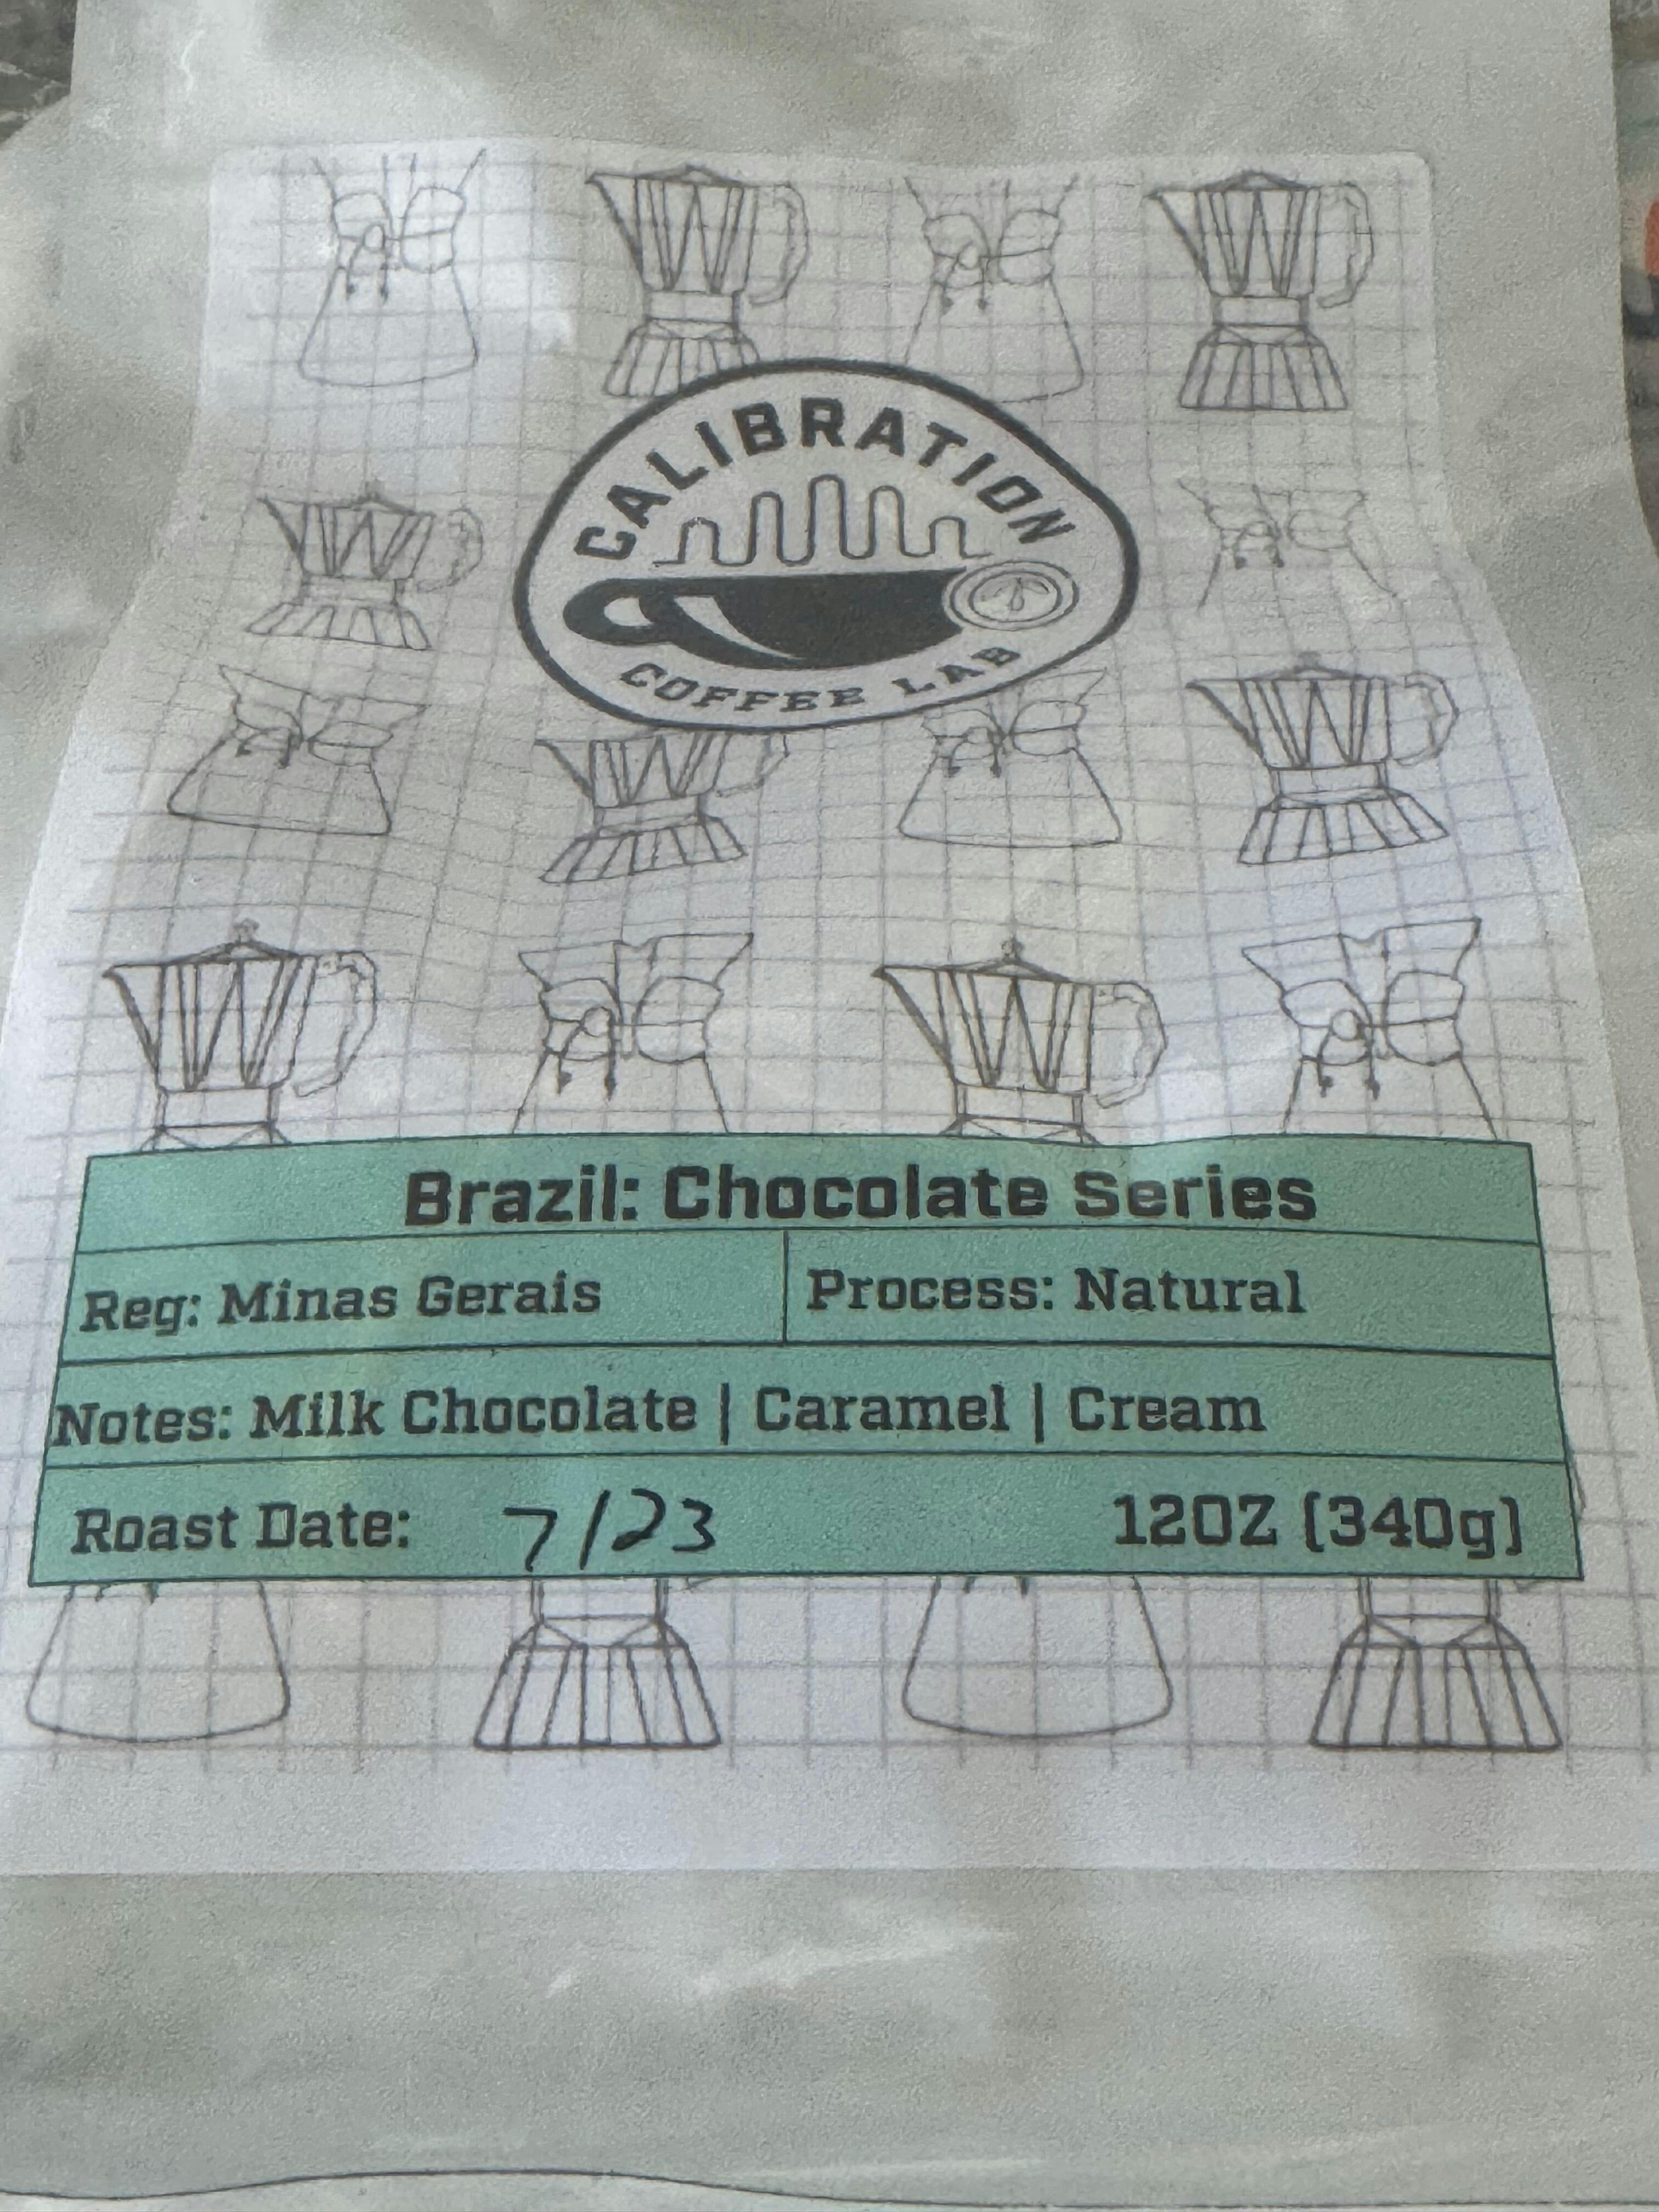 CALIBRATION
COFFEE LAB
Brazil: Chocolate Series
Reg: Minas Gerais Process: Natural
Notes: Milk Chocolate | Caramel | Cream
Roast Date: 7/23 12OZ (340g)